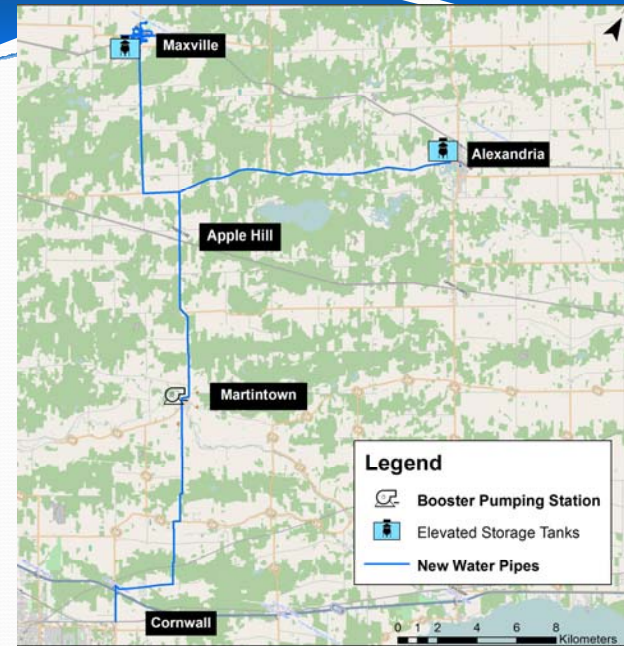 Maxville
Alexandria
Apple Hill
Martintown
Legend
Booster Pumping Station
Elevated Storage Tanks
New Water Pipes
Cornwall
0 1 2 4 6 8
Kilometers